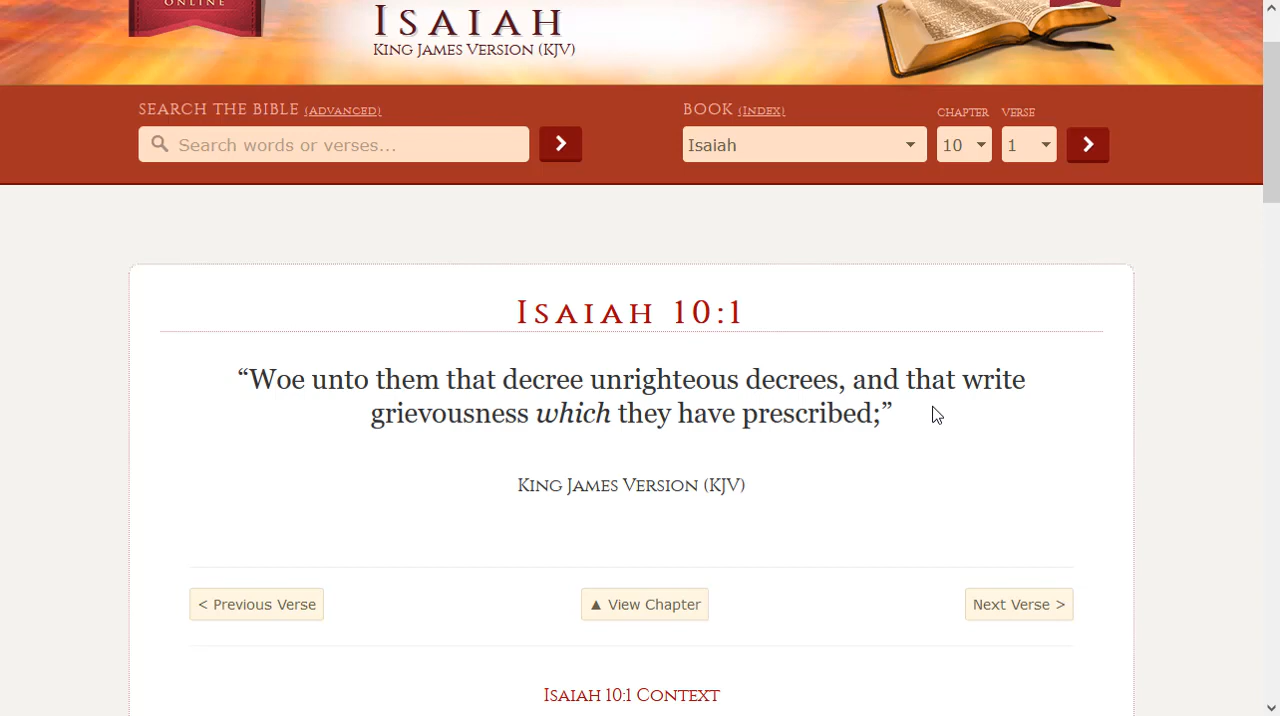 ONLINE
ISAIAH
KING JAMES VERSION (KJV)
SEARCH THE BIBLE (ADVANCED)
BOOK (INDEX)
CHAPTER
VERSE
Search words or verses...
Isaiah
10
1
ISAIAH 10:1
“Woe unto them that decree unrighteous decrees, and that write
grievousness which they have prescribed;”
KING JAMES VERSION (KJV)
< Previous Verse
▲ View Chapter
Next Verse >
ISAIAH 10:1 CONTEXT